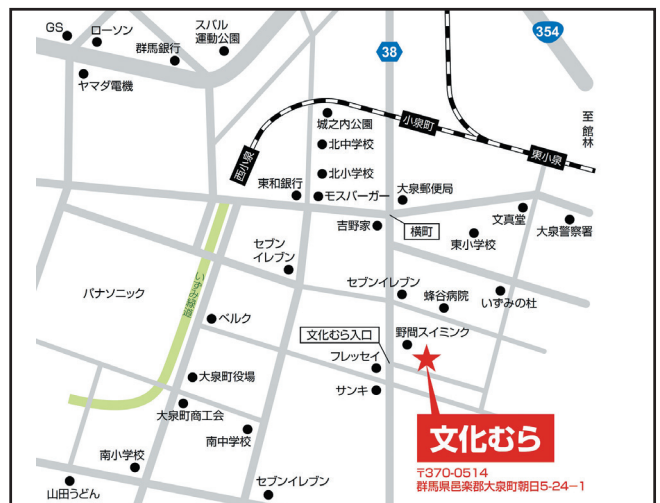 GS
ローソン
スバル
運動公園
群馬銀行
ヤマダ電機
38
354
至館林
城之内公園
小泉町
北中学校
東小泉
西小泉
北小学校
東和銀行
モスバーガー
大泉郵便局
文真堂
吉野家
横町
東小学校
大泉警察署
セブン
イレブン
パナソニック
いずみ緑道
セブンイレブン
蜂谷病院
いずみの杜
ベルク
文化むら入口
野間スイミング
フレッセイ
大泉町役場
サンキ
大泉町商工会
南中学校
文化むら
南小学校
〒370-0514
群馬県邑楽郡大泉町朝日5-24-1
山田うどん
セブンイレブン